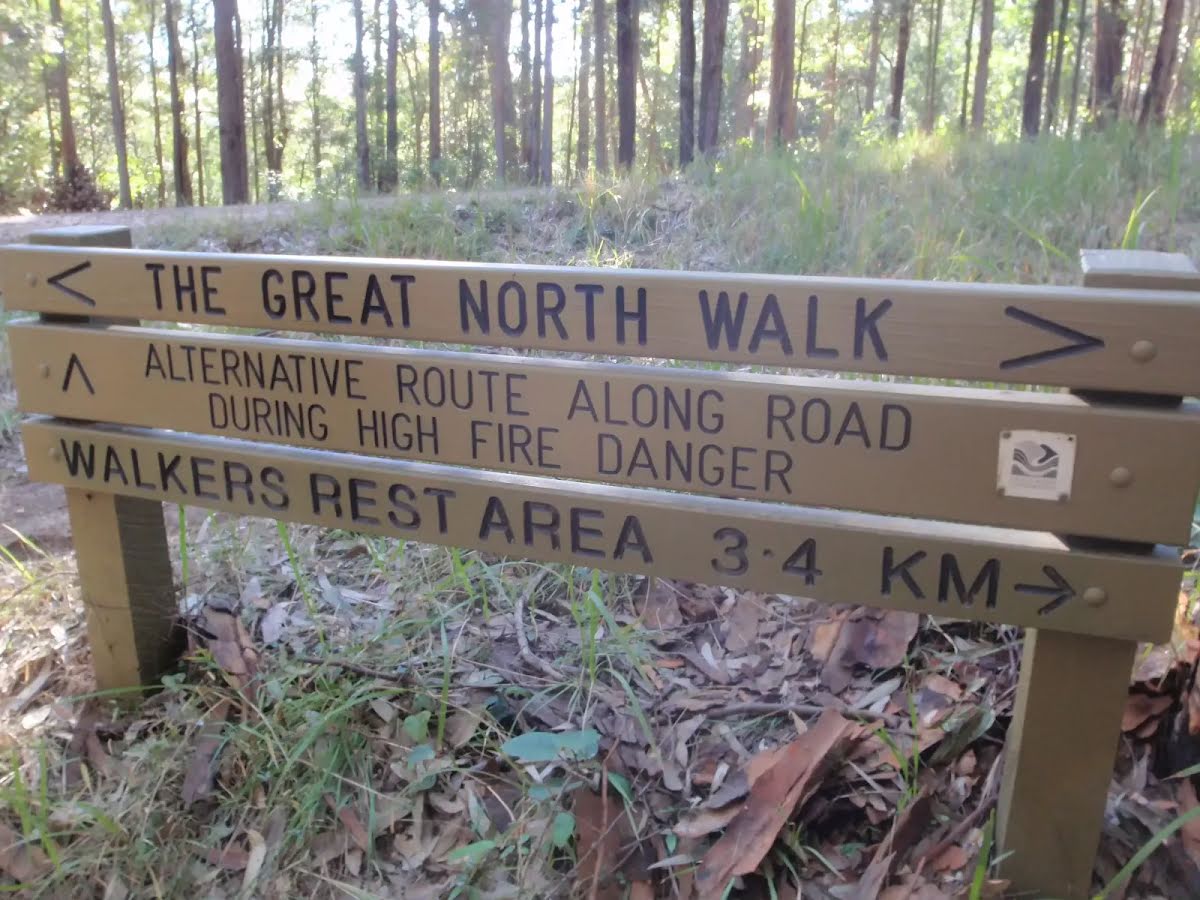 < THE GREAT NORTH WALK >
^ ALTERNATIVE ROUTE ALONG ROAD
DURING HIGH FIRE DANGER
WALKERS REST AREA 3·4 KM →